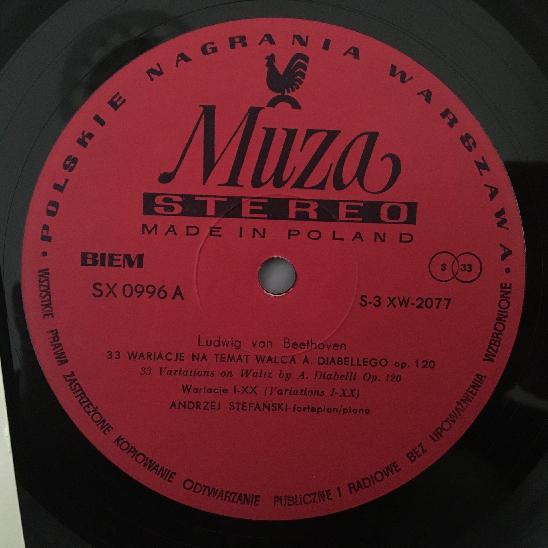 POLSKIE NAGRANIA WARSZAWA
Muza
STEREO
MADE IN POLAND
BIEM
S 33
SX 0996 A
S-3 XW-2077
Ludwig van Beethoven
33 WARIACJE NA TEMAT WALCA A. DIABELLEGO op. 120
33 Variations on Waltz by A. Diabelli Op. 120
Wariacje I-XX (Variations I-XX)
ANDRZEJ STEFAŃSKI-fortepian/piano
WSZYSTKIE PRAWA ZASTRZEŻONE KOPIOWANIE ODTWARZANIE PUBLICZNE I RADIOWE BEZ UPOWAŻNIENIA WZBRONIONE